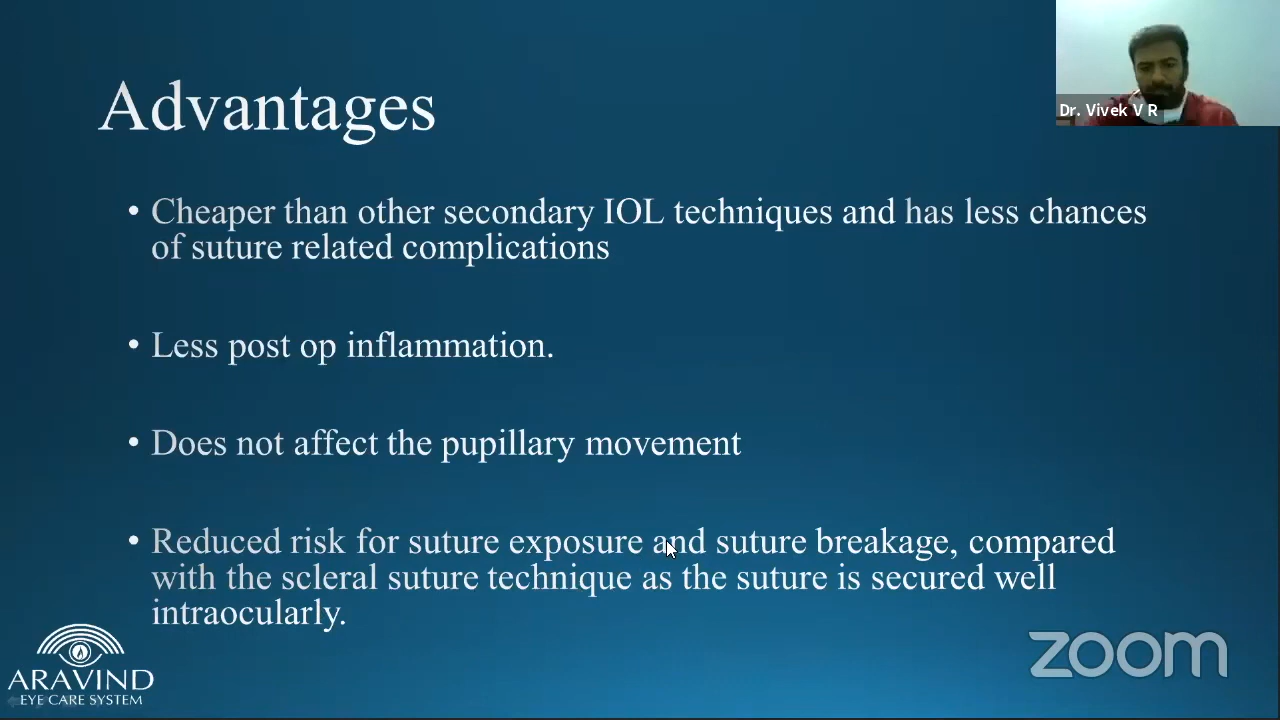 Dr. Vivek V R
Advantages
• Cheaper than other secondary IOL techniques and has less chances
of suture related complications
• Less post op inflammation.
• Does not affect the pupillary movement
• Reduced risk for suture exposure and suture breakage, compared
with the scleral suture technique as the suture is secured well
intraocularly.
ARAVIND
EYE CARE SYSTEM
zoom